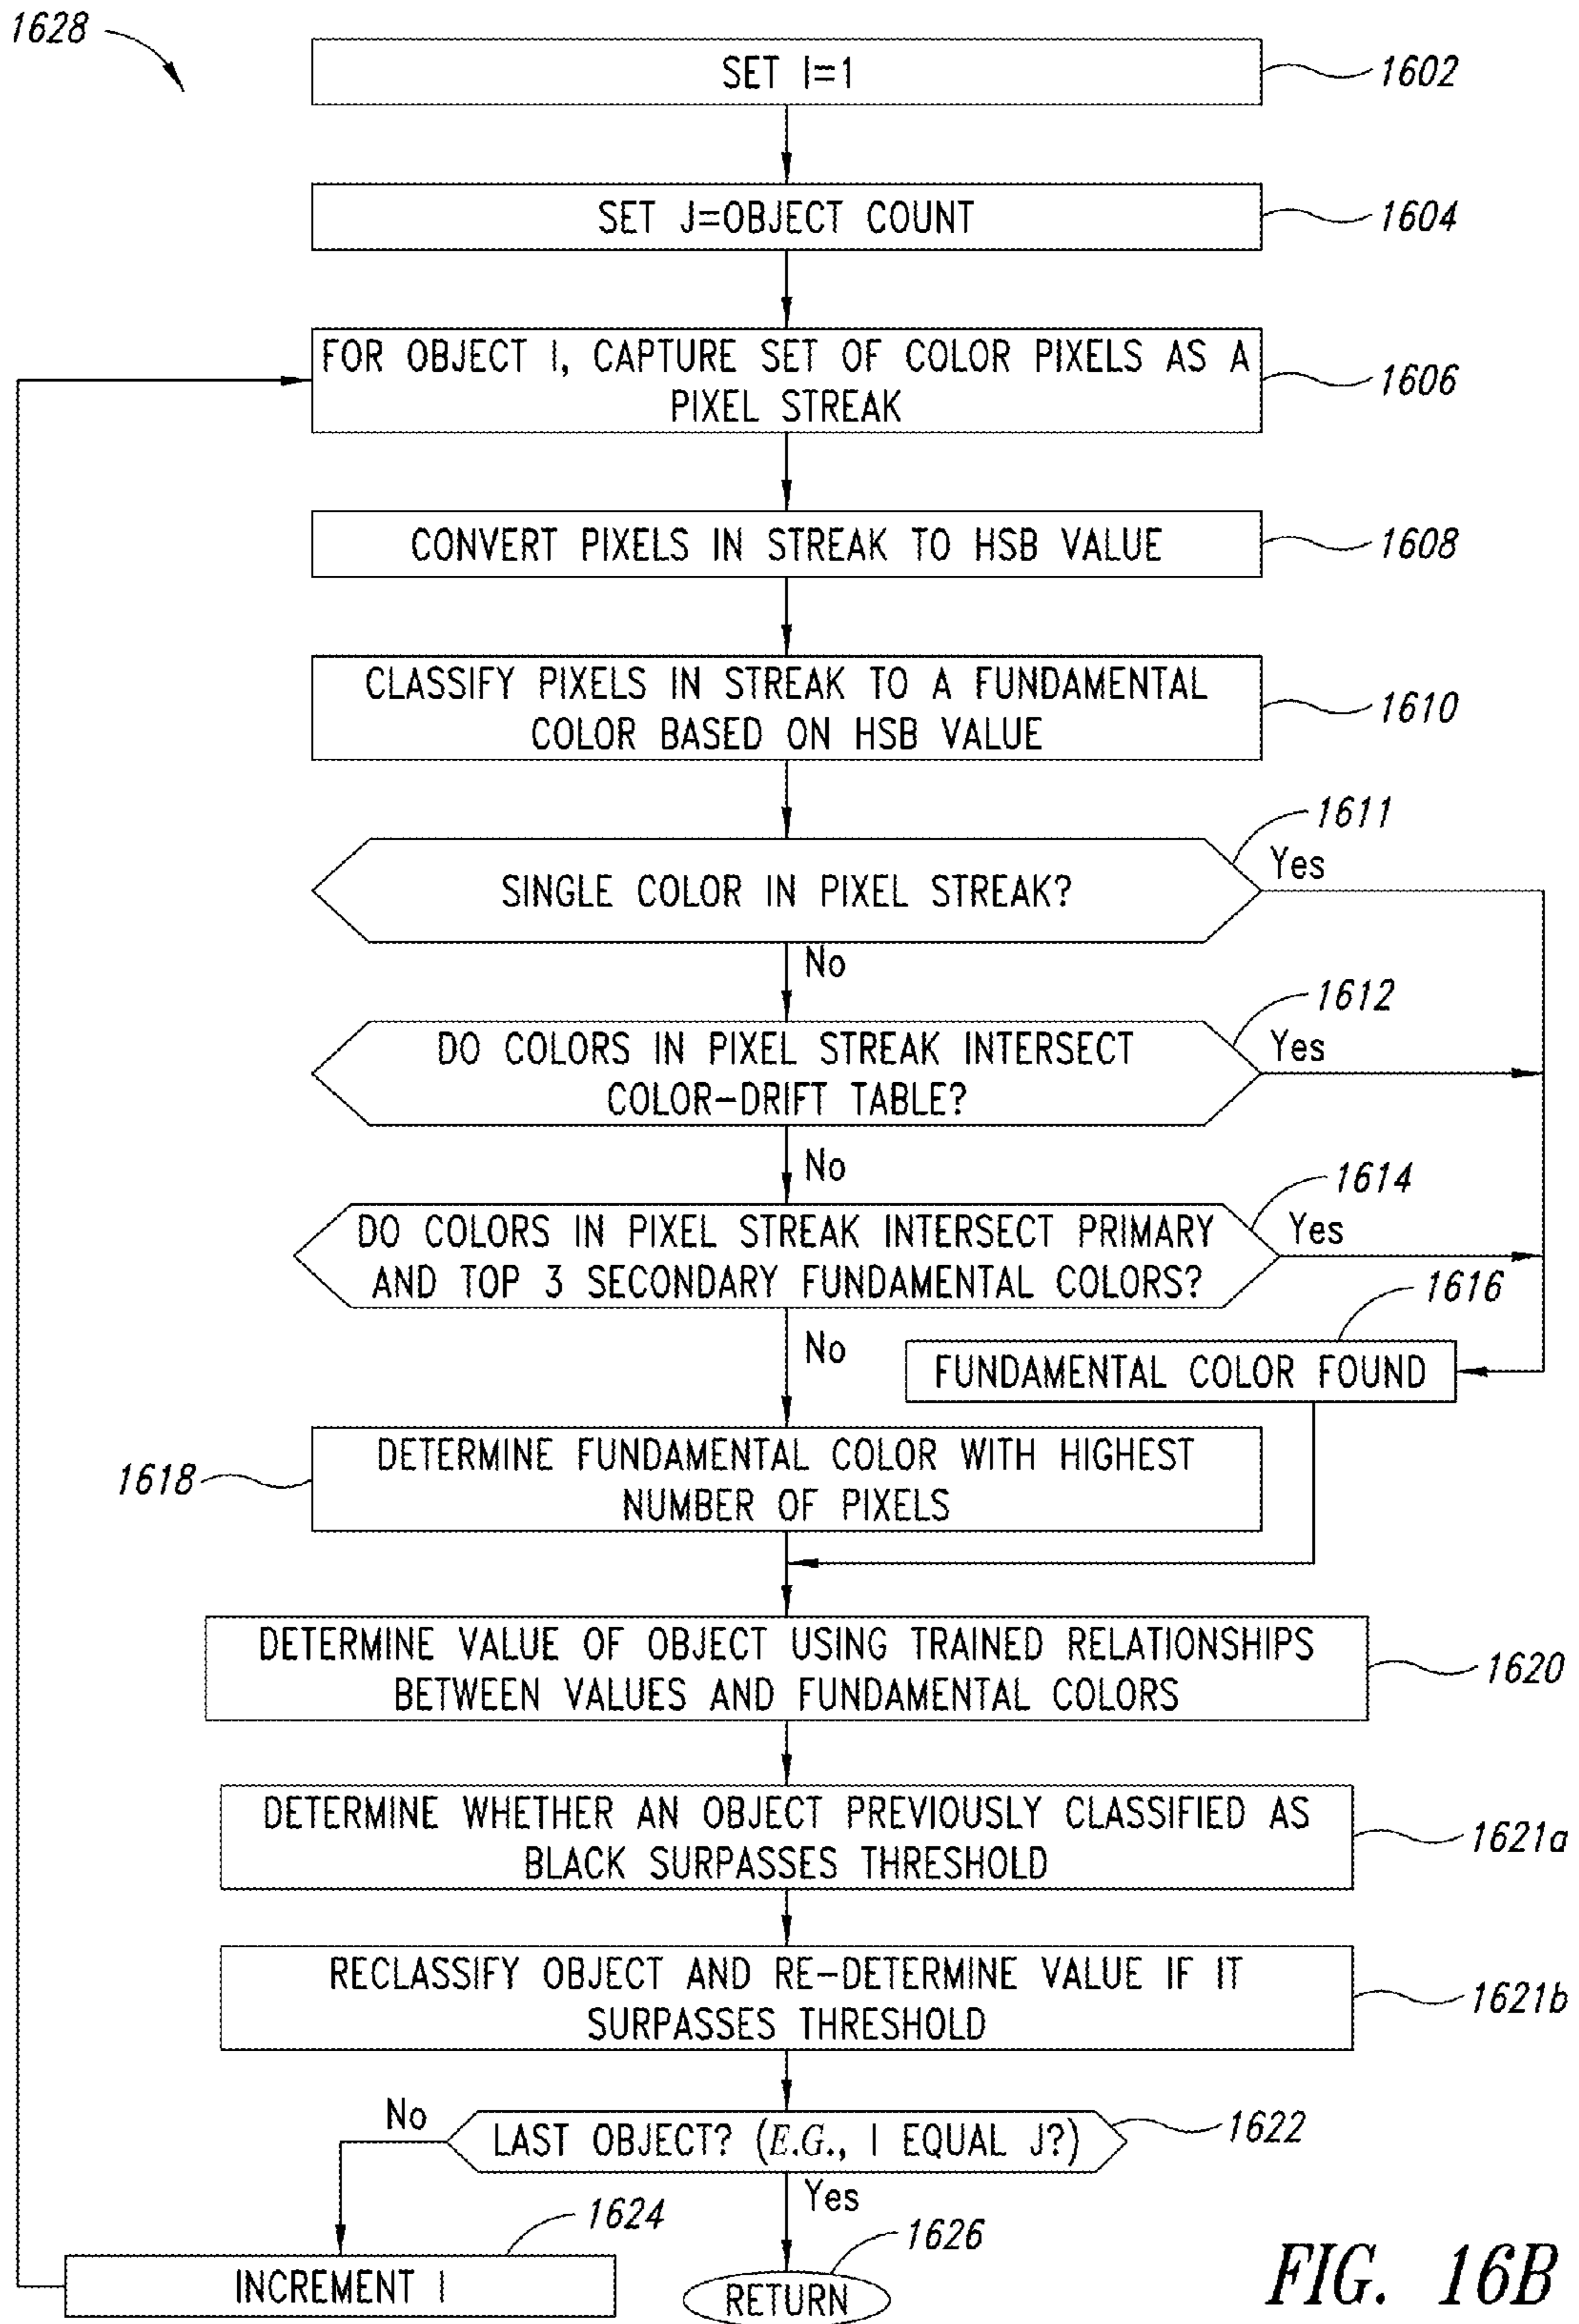 1628
SET I=1
1602
SET J=OBJECT COUNT
1604
FOR OBJECT I, CAPTURE SET OF COLOR PIXELS AS A
PIXEL STREAK
1606
CONVERT PIXELS IN STREAK TO HSB VALUE
1608
CLASSIFY PIXELS IN STREAK TO A FUNDAMENTAL
COLOR BASED ON HSB VALUE
1610
1611
SINGLE COLOR IN PIXEL STREAK?
Yes
No
1612
DO COLORS IN PIXEL STREAK INTERSECT
COLOR-DRIFT TABLE?
Yes
No
1614
DO COLORS IN PIXEL STREAK INTERSECT PRIMARY
AND TOP 3 SECONDARY FUNDAMENTAL COLORS?
Yes
No
1616
FUNDAMENTAL COLOR FOUND
1618
DETERMINE FUNDAMENTAL COLOR WITH HIGHEST
NUMBER OF PIXELS
DETERMINE VALUE OF OBJECT USING TRAINED RELATIONSHIPS
BETWEEN VALUES AND FUNDAMENTAL COLORS
1620
DETERMINE WHETHER AN OBJECT PREVIOUSLY CLASSIFIED AS
BLACK SURPASSES THRESHOLD
1621a
RECLASSIFY OBJECT AND RE-DETERMINE VALUE IF IT
SURPASSES THRESHOLD
1621b
No
LAST OBJECT? (E.G., I EQUAL J?)
1622
Yes
1624
INCREMENT I
1626
RETURN
FIG. 16B